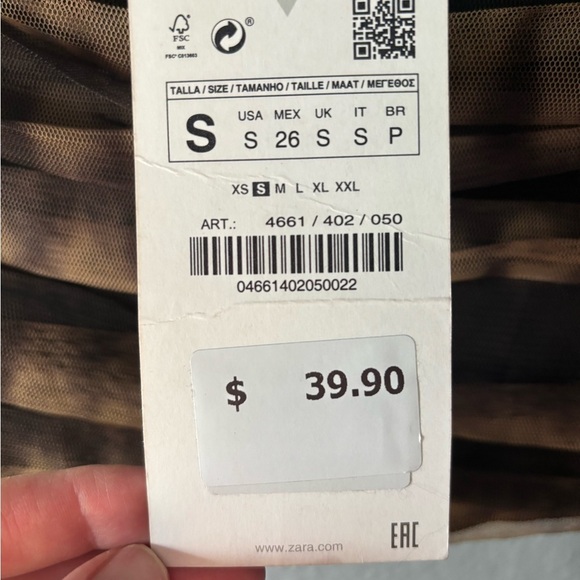 FSC
MIX
FSC® C013663
®
TALLA / SIZE / TAMANHO / TAILLE / MAAT / ΜΕΓΕΘΟΣ
S
USA MEX UK IT BR
S 26 S S P
XS S M L XL XXL
ART.: 4661 / 402 / 050
04661402050022
$ 39.90
www.zara.com
EAC